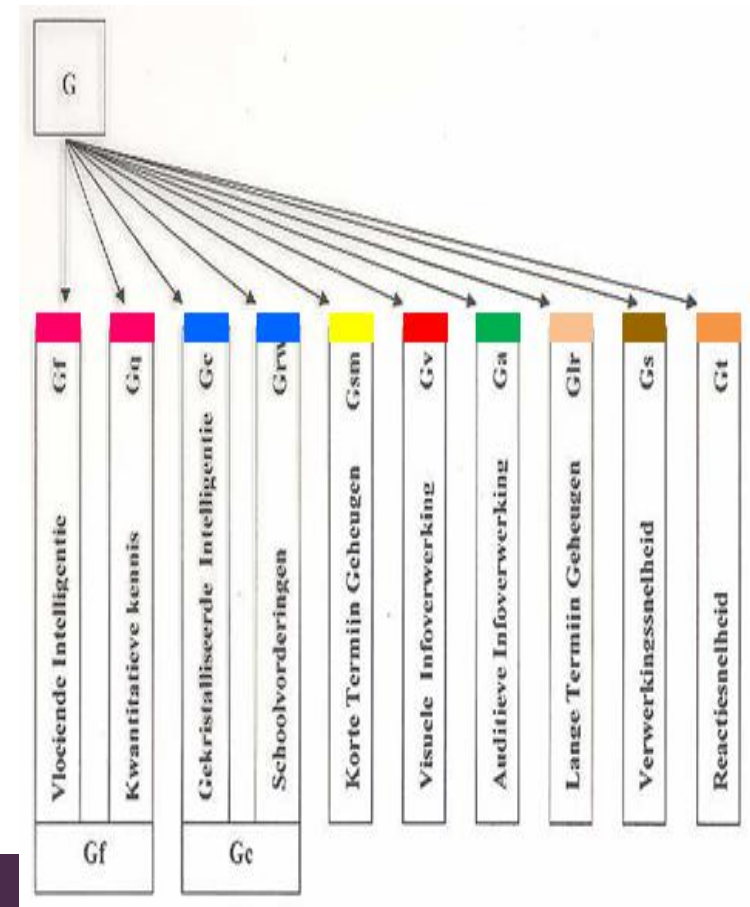 G
Gf
Vloeiende Intelligentie
Gq
Kwantitatieve kennis
Gc
Gekristalliseerde Intelligentie
Grw
Schoolvorderingen
Gsm
Korte Termijn Geheugen
Gv
Visuele Infoverwerking
Ga
Auditieve Infoverwerking
Glr
Lange Termijn Geheugen
Gs
Verwerkingssnelheid
Gt
Reactiesnelheid
Gf
Gc